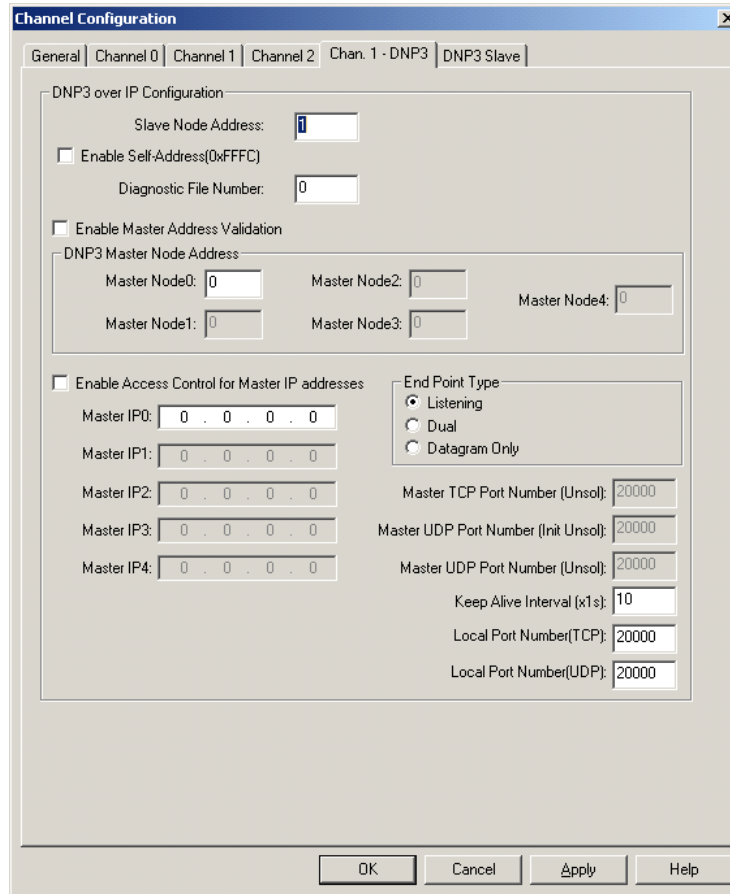 Channel Configuration
General Channel 0 Channel 1 Channel 2 Chan. 1 - DNP3 DNP3 Slave
DNP3 over IP Configuration
Slave Node Address: 1
Enable Self-Address(0xFFFC)
Diagnostic File Number: 0
Enable Master Address Validation
DNP3 Master Node Address
Master Node0: 0 Master Node2: 0 Master Node4: 0
Master Node1: 0 Master Node3: 0
Enable Access Control for Master IP addresses
Master IP0: 0 . 0 . 0 . 0
Master IP1: 0 . 0 . 0 . 0
Master IP2: 0 . 0 . 0 . 0
Master IP3: 0 . 0 . 0 . 0
Master IP4: 0 . 0 . 0 . 0
End Point Type
Listening
Dual
Datagram Only
Master TCP Port Number (Unsol): 20000
Master UDP Port Number (Init Unsol): 20000
Master UDP Port Number (Unsol): 20000
Keep Alive Interval (x1s): 10
Local Port Number(TCP): 20000
Local Port Number(UDP): 20000
OK Cancel Apply Help